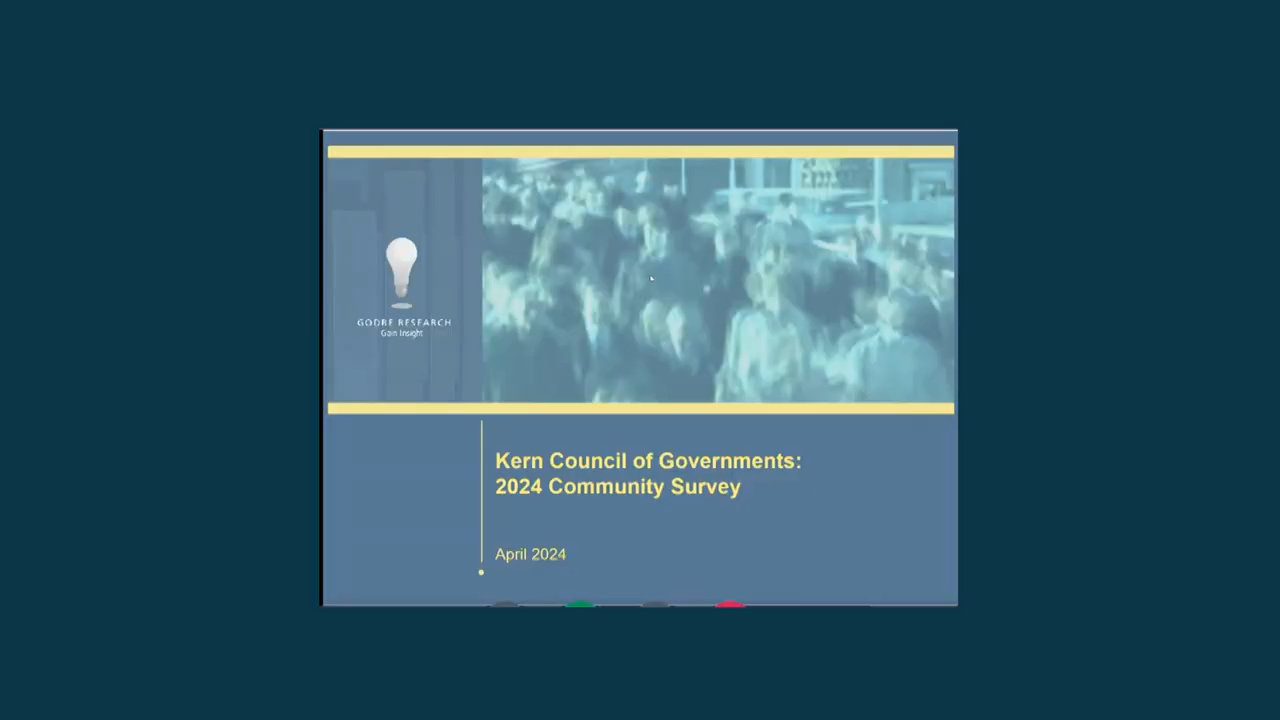 GODBE RESEARCH
Gain Insight
Kern Council of Governments:
2024 Community Survey
April 2024